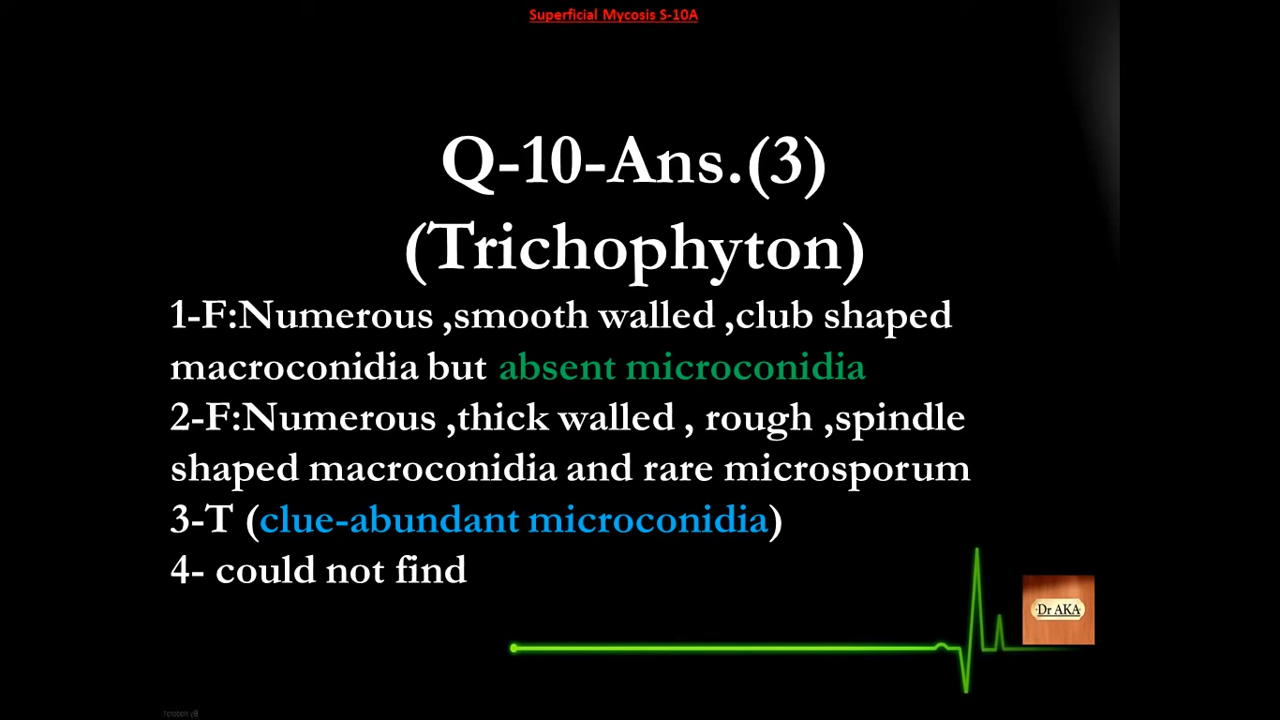 Superficial Mycosis S-10A
Q-10-Ans.(3)
(Trichophyton)
1-F:Numerous ,smooth walled ,club shaped
macroconidia but absent microconidia
2-F:Numerous ,thick walled , rough ,spindle
shaped macroconidia and rare microsporum
3-T (clue-abundant microconidia)
4- could not find
Dr AKA